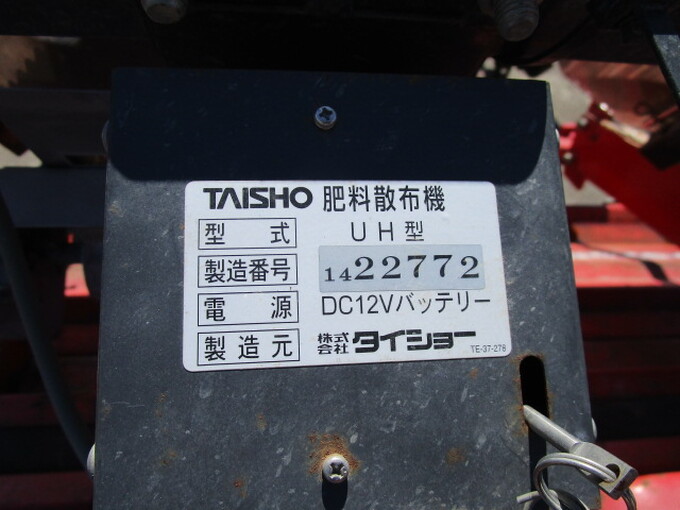 TAISHO 肥料散布機
型式 UH型
製造番号 1422772
電源 DC12Vバッテリー
製造元 株式会社タイショー
TE-37-278